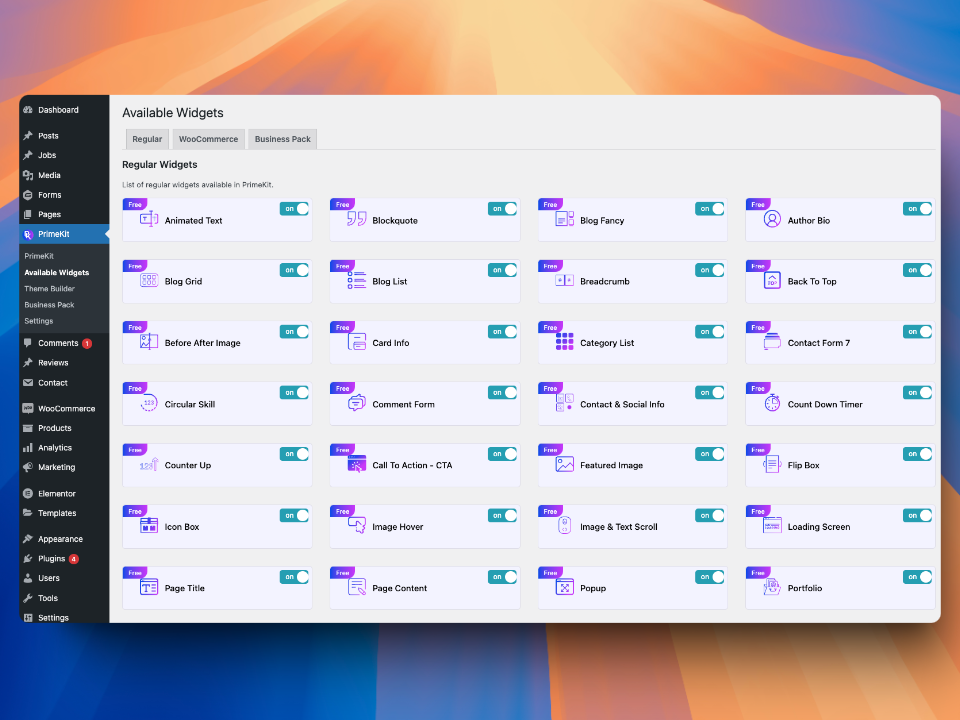 Dashboard
Posts
Jobs
Media
Forms
Pages
PrimeKit
PrimeKit
Available Widgets
Theme Builder
Business Pack
Settings
Comments 1
Reviews
Contact
WooCommerce
Products
Analytics
Marketing
Elementor
Templates
Appearance
Plugins 4
Users
Tools
Settings
Available Widgets
Regular WooCommerce Business Pack
Regular Widgets
List of regular widgets available in PrimeKit.
Free on Free on Free on Free on
Animated Text Blockquote Blog Fancy Author Bio
Free on Free on Free on Free on
Blog Grid Blog List Breadcrumb Back To Top
Free on Free on Free on Free on
Before After Image Card Info Category List Contact Form 7
Free on Free on Free on Free on
Circular Skill Comment Form Contact & Social Info Count Down Timer
Free on Free on Free on Free on
Counter Up Call To Action - CTA Featured Image Flip Box
Free on Free on Free on Free on
Icon Box Image Hover Image & Text Scroll Loading Screen
Free on Free on Free on Free on
Page Title Page Content Popup Portfolio